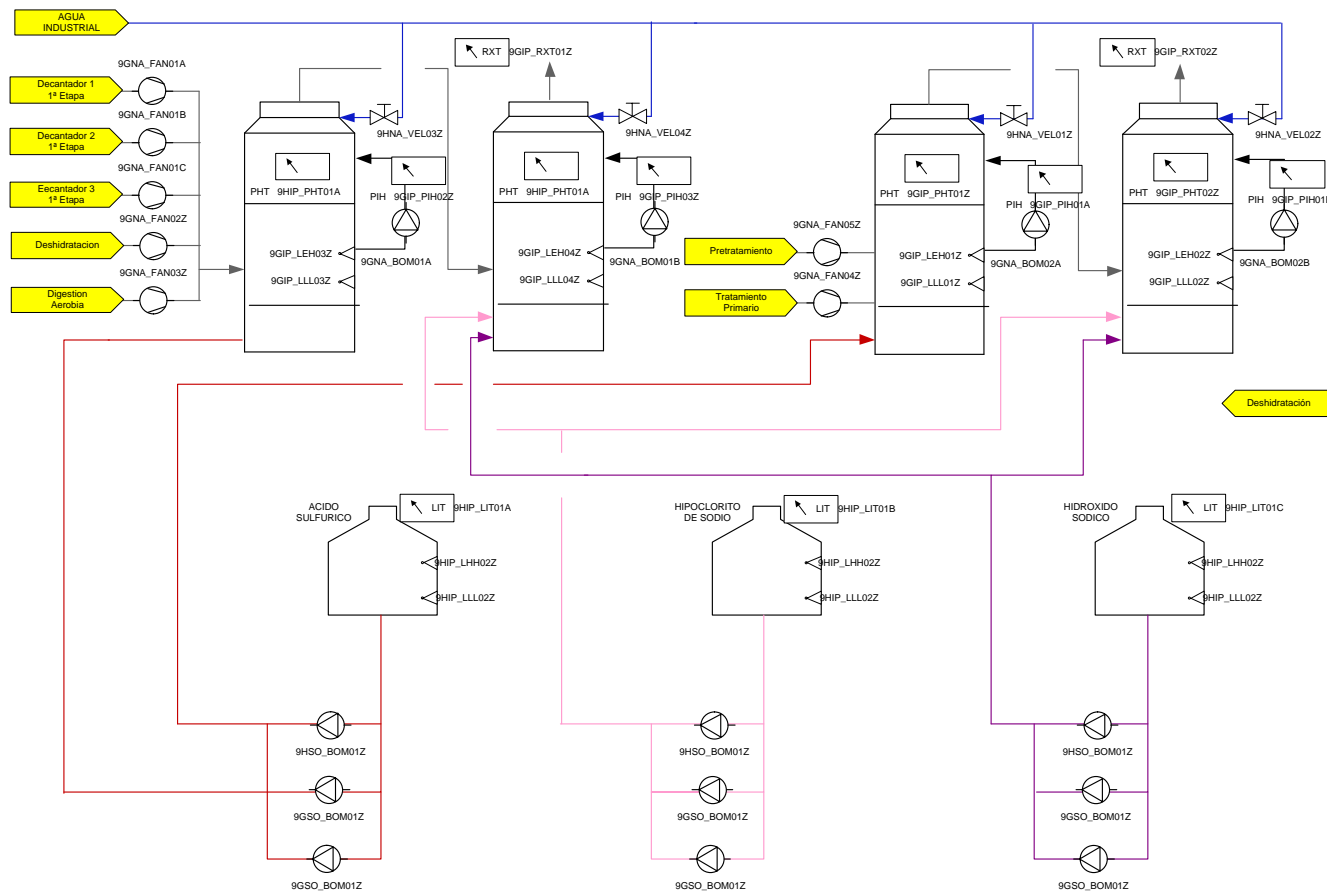 AGUA
INDUSTRIAL
RXT
9GIP_RXT01Z
RXT
9GIP_RXT02Z
9GNA_FAN01A
Decantador 1
1ª Etapa
9GNA_FAN01B
Decantador 2
1ª Etapa
9GNA_FAN01C
Eecantador 3
1ª Etapa
9GNA_FAN02Z
Deshidratacion
9GNA_FAN03Z
Digestion
Aerobia
9HNA_VEL03Z
9HNA_VEL04Z
9HNA_VEL01Z
9HNA_VEL02Z
PHT 9HIP_PHT01A
PIH 9GIP_PIH02Z
PHT 9HIP_PHT01A
PIH 9GIP_PIH03Z
PHT 9GIP_PHT01Z
PIH 9GIP_PIH01A
PHT 9GIP_PHT02Z
PIH 9GIP_PIH01
9GNA_FAN05Z
Pretratamiento
9GNA_FAN04Z
Tratamiento
Primario
9GIP_LEH03Z
9GIP_LLL03Z
9GNA_BOM01A
9GIP_LEH04Z
9GIP_LLL04Z
9GNA_BOM01B
9GIP_LEH01Z
9GIP_LLL01Z
9GNA_BOM02A
9GIP_LEH02Z
9GIP_LLL02Z
9GNA_BOM02B
Deshidratación
ACIDO
SULFURICO
LIT
9HIP_LIT01A
9HIP_LHH02Z
9HIP_LLL02Z
HIPOCLORITO
DE SODIO
LIT
9HIP_LIT01B
9HIP_LHH02Z
9HIP_LLL02Z
HIDROXIDO
SODICO
LIT
9HIP_LIT01C
9HIP_LHH02Z
9HIP_LLL02Z
9HSO_BOM01Z
9HSO_BOM01Z
9HSO_BOM01Z
9GSO_BOM01Z
9GSO_BOM01Z
9GSO_BOM01Z
9GSO_BOM01Z
9GSO_BOM01Z
9GSO_BOM01Z